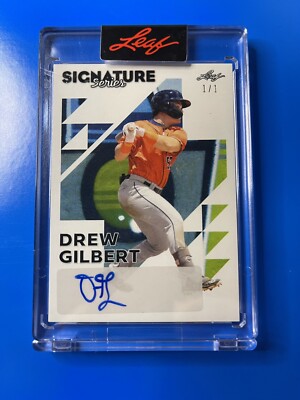 Leaf
SIGNATURE
Series
Leaf
1/1
DREW
GILBERT